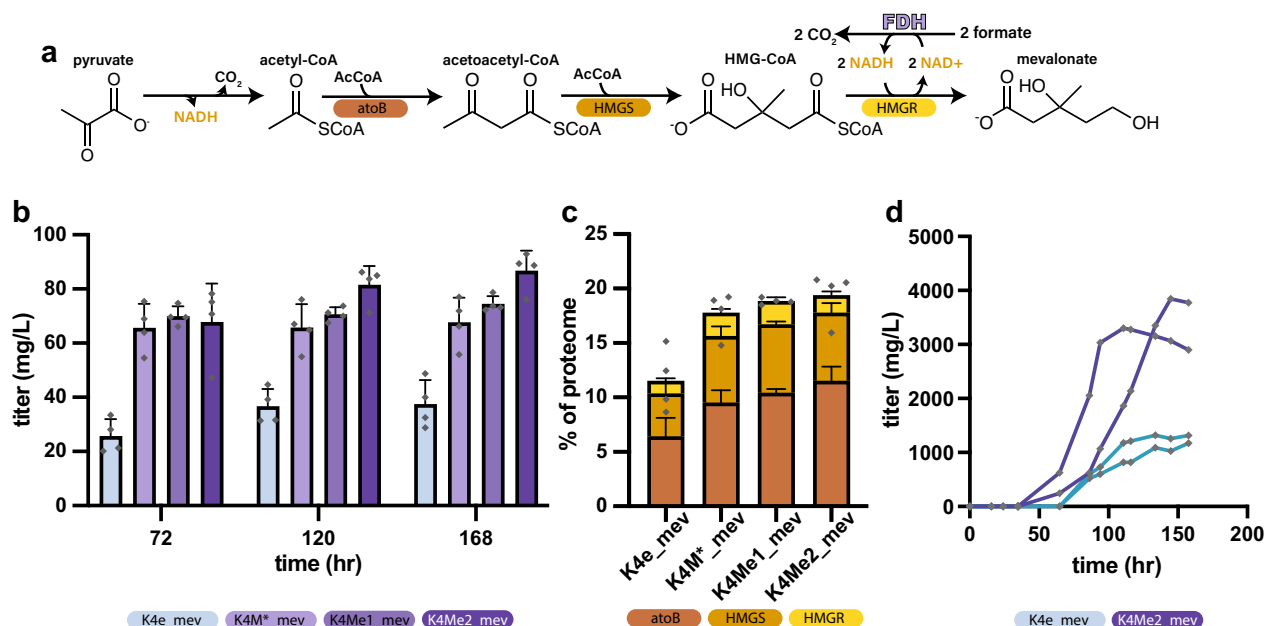 a
FDH
2 CO2
2 formate
2 NADH
2 NAD+
pyruvate
O
O-
O
CO2
NADH
acetyl-CoA
O
SCoA
AcCoA
atoB
acetoacetyl-CoA
O
O
SCoA
AcCoA
HMGS
HMG-CoA
O
HO
O
-O
SCoA
HMGR
mevalonate
O
HO
-O
OH
b
titer (mg/L)
100
80
60
40
20
0
72
120
168
time (hr)
K4e_mev
K4M*_mev
K4Me1_mev
K4Me2_mev
c
% of proteome
25
20
15
10
5
0
K4e_mev
K4M*_mev
K4Me1_mev
K4Me2_mev
atoB
HMGS
HMGR
d
titer (mg/L)
5000
4000
3000
2000
1000
0
0
50
100
150
200
time (hr)
K4e_mev
K4Me2_mev